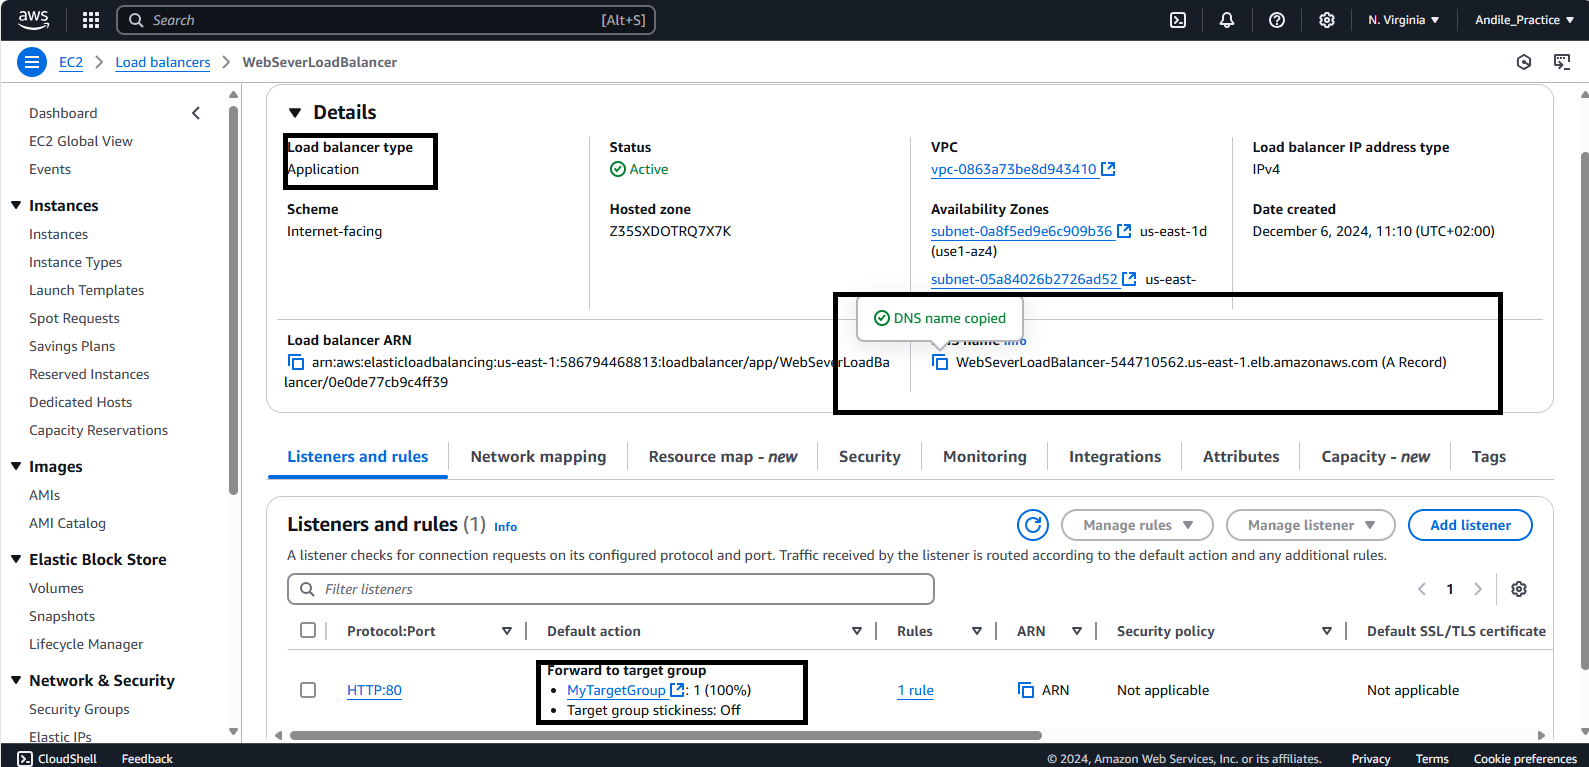 aws
Search
[Alt+S]
N. Virginia
Andile_Practice
EC2
Load balancers
WebSeverLoadBalancer
Dashboard
EC2 Global View
Events
Instances
Instances
Instance Types
Launch Templates
Spot Requests
Savings Plans
Reserved Instances
Dedicated Hosts
Capacity Reservations
Images
AMIs
AMI Catalog
Elastic Block Store
Volumes
Snapshots
Lifecycle Manager
Network & Security
Security Groups
Elastic IPs
Details
Load balancer type
Application
Status
Active
VPC
vpc-0863a73be8d943410
Load balancer IP address type
IPv4
Scheme
Internet-facing
Hosted zone
Z35SXDOTRQ7X7K
Availability Zones
subnet-0a8f5ed9e6c909b36 us-east-1d
(use1-az4)
subnet-05a84026b2726ad52 us-east-
Date created
December 6, 2024, 11:10 (UTC+02:00)
Load balancer ARN
arn:aws:elasticloadbalancing:us-east-1:586794468813:loadbalancer/app/WebSeverLoadBa
lancer/0e0de77cb9c4ff39
DNS name copied
Info
WebSeverLoadBalancer-544710562.us-east-1.elb.amazonaws.com (A Record)
Listeners and rules
Network mapping
Resource map - new
Security
Monitoring
Integrations
Attributes
Capacity - new
Tags
Listeners and rules (1) Info
Manage rules
Manage listener
Add listener
A listener checks for connection requests on its configured protocol and port. Traffic received by the listener is routed according to the default action and any additional rules.
Filter listeners
1
Protocol:Port
Default action
Rules
ARN
Security policy
Default SSL/TLS certificate
HTTP:80
Forward to target group
• MyTargetGroup : 1 (100%)
• Target group stickiness: Off
1 rule
ARN
Not applicable
Not applicable
CloudShell
Feedback
© 2024, Amazon Web Services, Inc. or its affiliates.
Privacy
Terms
Cookie preferences